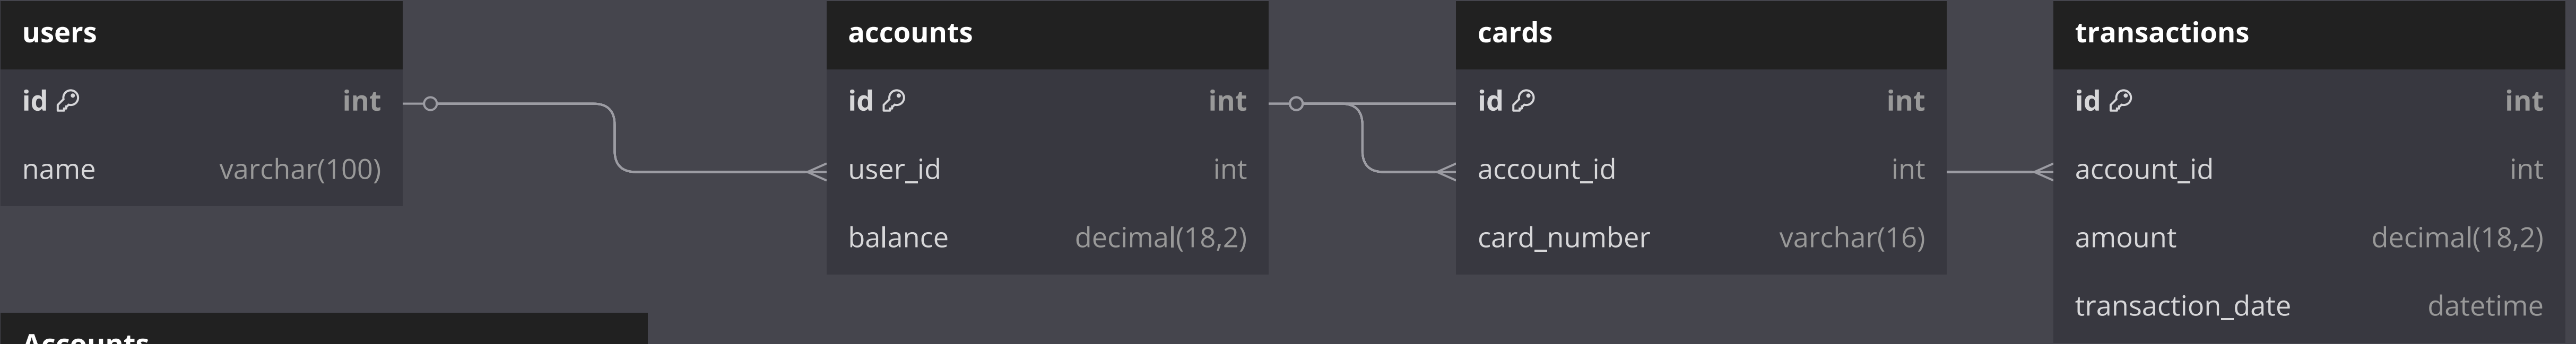 users
id int
name varchar(100)
accounts
id int
user_id int
balance decimal(18,2)
cards
id int
account_id int
card_number varchar(16)
transactions
id int
account_id int
amount decimal(18,2)
transaction_date datetime
Accounts